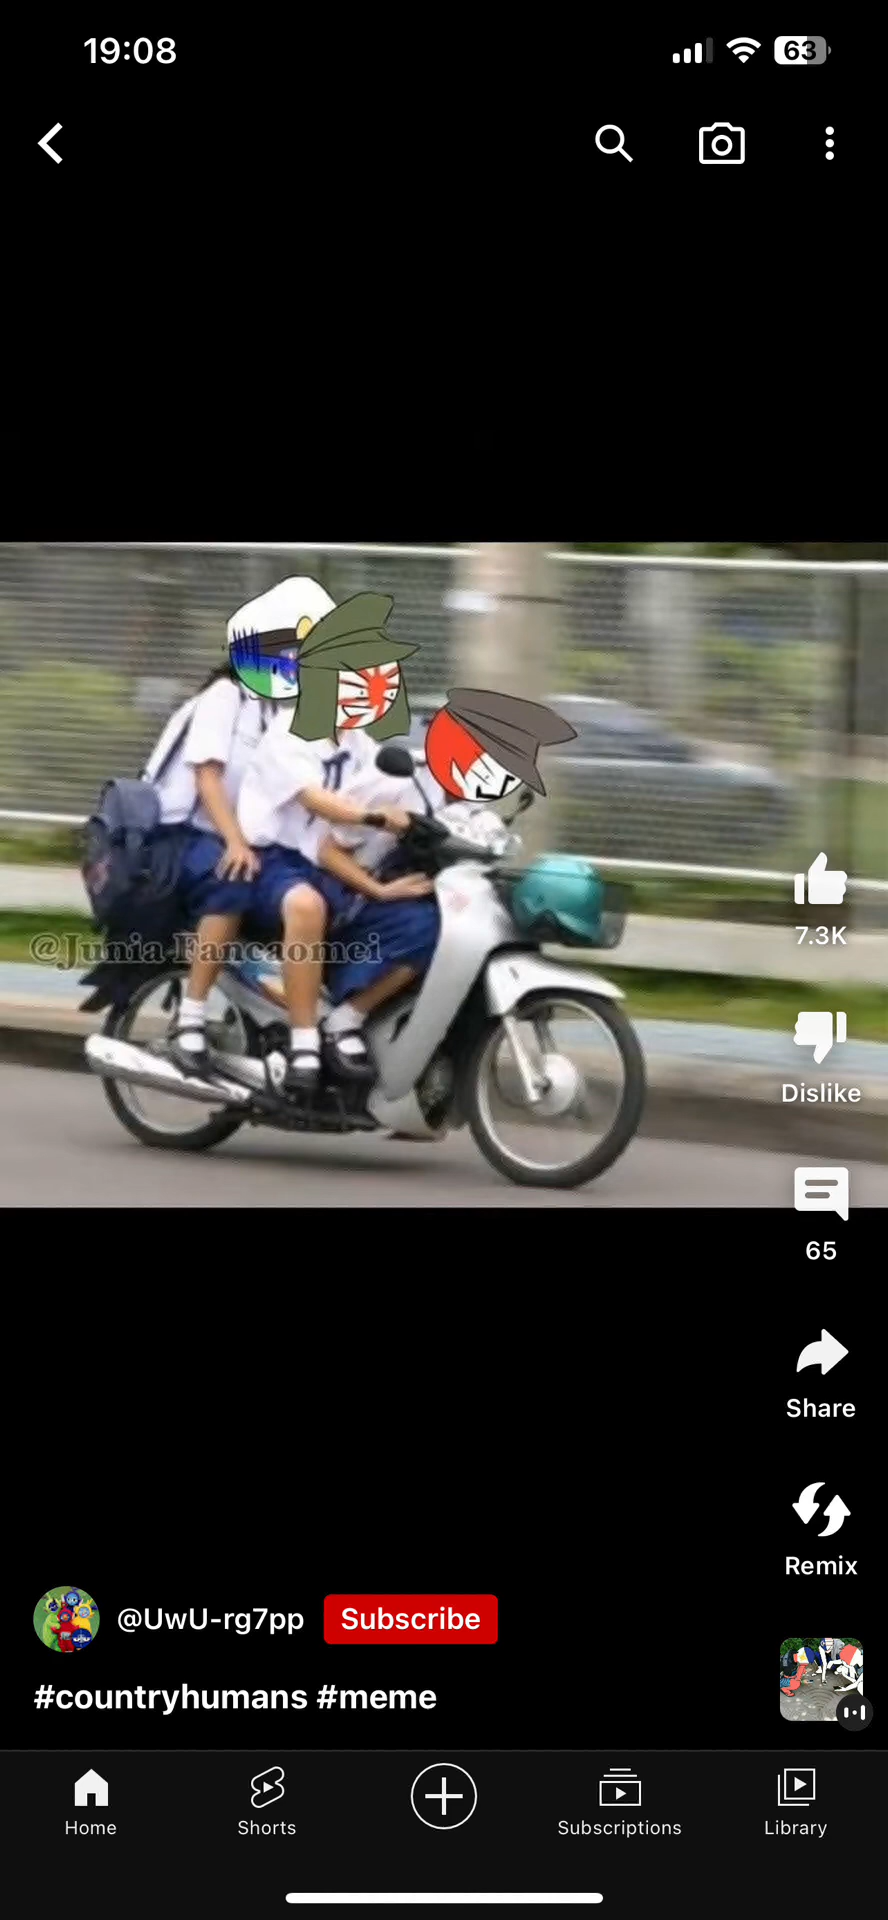 19:08
63
@Junia Fancaomei
7.3K
Dislike
65
Share
Remix
@UwU-rg7pp
Subscribe
#countryhumans #meme
Home
Shorts
Subscriptions
Library